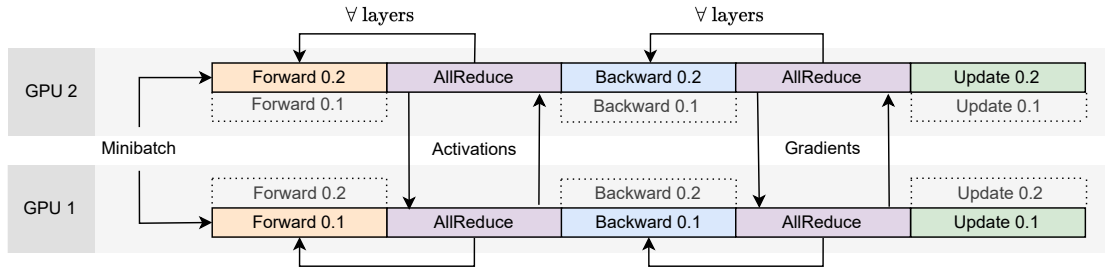 ∀ layers
∀ layers
GPU 2
Forward 0.2
AllReduce
Backward 0.2
AllReduce
Update 0.2
Forward 0.1
Backward 0.1
Update 0.1
Minibatch
Activations
Gradients
GPU 1
Forward 0.2
Backward 0.2
Update 0.2
Forward 0.1
AllReduce
Backward 0.1
AllReduce
Update 0.1